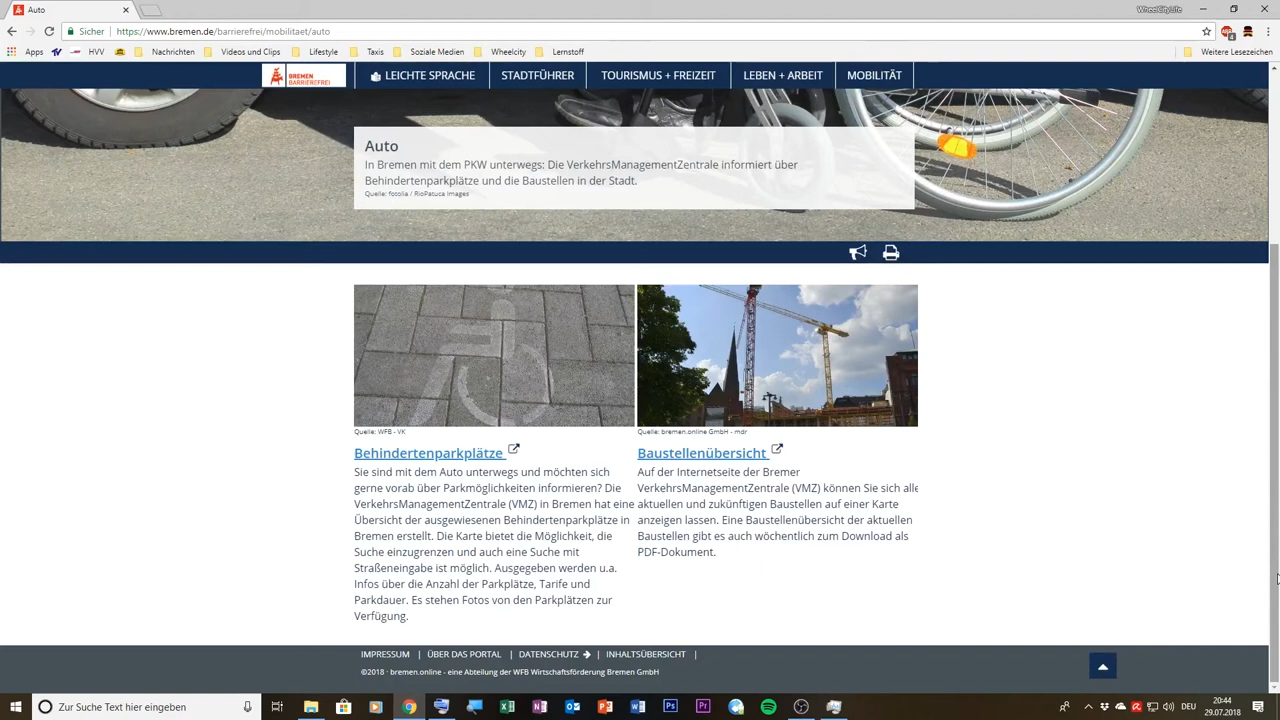 Auto
WheelCityLife
Sicher
https://www.bremen.de/barrierefrei/mobilitaet/auto
Apps HVV Nachrichten Videos und Clips Lifestyle Taxis Soziale Medien Wheelcity Lernstoff Weitere Lesezeichen
BREMEN BARRIEREFREI
LEICHTE SPRACHE STADTFÜHRER TOURISMUS + FREIZEIT LEBEN + ARBEIT MOBILITÄT
Auto
In Bremen mit dem PKW unterwegs: Die VerkehrsManagementZentrale informiert über
Behindertenparkplätze und die Baustellen in der Stadt.
Quelle: fotolia / RioPatuca Images
Quelle: WFB - VK
Behindertenparkplätze
Sie sind mit dem Auto unterwegs und möchten sich
gerne vorab über Parkmöglichkeiten informieren? Die
VerkehrsManagementZentrale (VMZ) in Bremen hat eine
Übersicht der ausgewiesenen Behindertenparkplätze in
Bremen erstellt. Die Karte bietet die Möglichkeit, die
Suche einzugrenzen und auch eine Suche mit
Straßeneingabe ist möglich. Ausgegeben werden u.a.
Infos über die Anzahl der Parkplätze, Tarife und
Parkdauer. Es stehen Fotos von den Parkplätzen zur
Verfügung.
Quelle: bremen.online GmbH - mdr
Baustellenübersicht
Auf der Internetseite der Bremer
VerkehrsManagementZentrale (VMZ) können Sie sich alle
aktuellen und zukünftigen Baustellen auf einer Karte
anzeigen lassen. Eine Baustellenübersicht der aktuellen
Baustellen gibt es auch wöchentlich zum Download als
PDF-Dokument.
IMPRESSUM | ÜBER DAS PORTAL | DATENSCHUTZ | INHALTSÜBERSICHT |
©2018 · bremen.online - eine Abteilung der WFB Wirtschaftsförderung Bremen GmbH
Zur Suche Text hier eingeben
DEU
20:44
29.07.2018